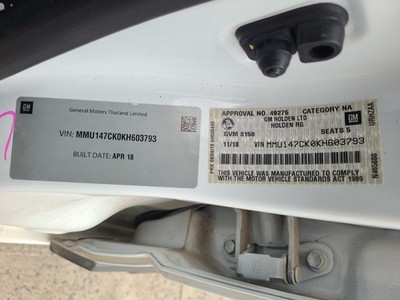 GM
General Motors Thailand Limited
VIN: MMU147CK0KH603793
BUILT DATE: APR 18
GM
APPROVAL NO. 49275 CATEGORY NA
GM HOLDEN LTD
HOLDEN RG
GVM 3150 SEATS 5
11/18 VIN MMU147CK0KH603793
THIS VEHICLE WAS MANUFACTURED TO COMPLY
WITH THE MOTOR VEHICLE STANDARDS ACT 1989